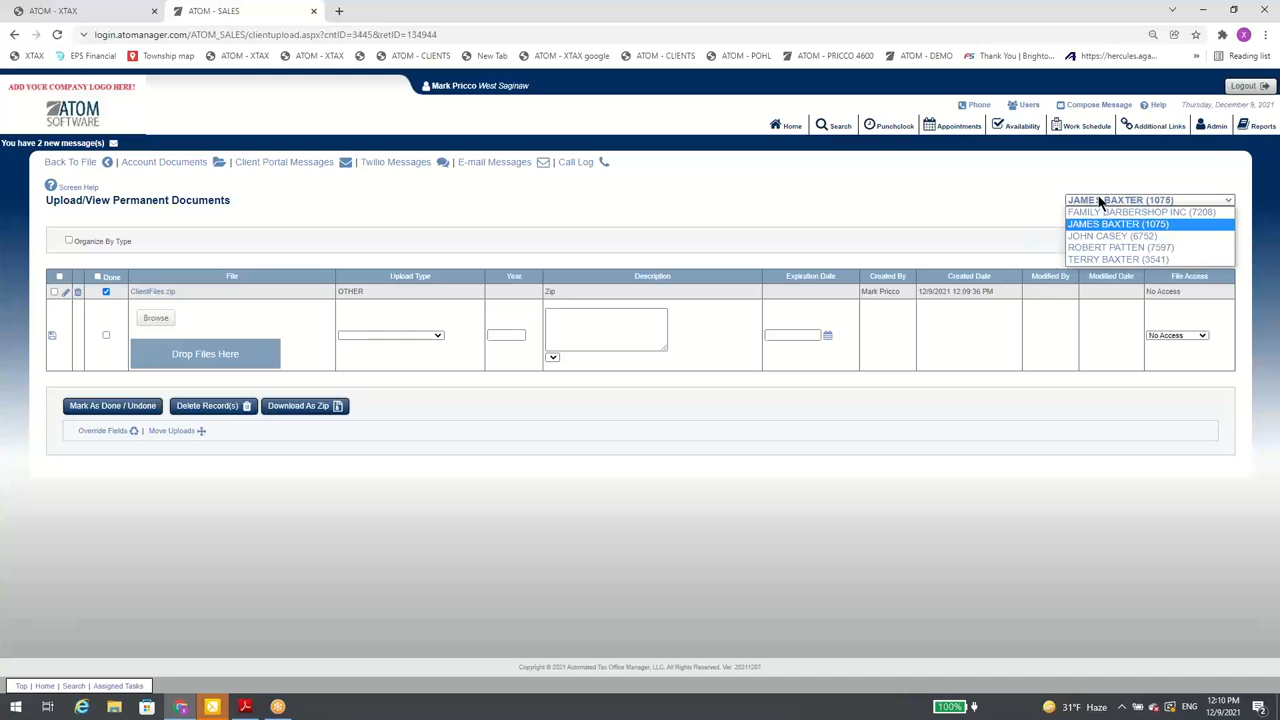 ATOM - XTAX
ATOM - SALES
login.atomanager.com/ATOM_SALES/clientupload.aspx?cntID=3445&retID=134944
XTAX
EPS Financial
Township map
ATOM - XTAX
ATOM - XTAX
ATOM - CLIENTS
New Tab
ATOM - XTAX google
ATOM - CLIENTS
ATOM - POHL
ATOM - PRICCO 4600
ATOM - DEMO
Thank You | Brighto...
https://hercules.aga...
Reading list
ADD YOUR COMPANY LOGO HERE!
ATOM
SOFTWARE
Mark Pricco West Saginaw
Logout
Phone
Users
Compose Message
Help
Thursday, December 9, 2021
Home
Search
Punchclock
Appointments
Availability
Work Schedule
Additional Links
Admin
Reports
You have 2 new message(s)
Back To File | Account Documents | Client Portal Messages | Twilio Messages | E-mail Messages | Call Log
Screen Help
Upload/View Permanent Documents
JAMES BAXTER (1075)
FAMILY BARBERSHOP INC (7208)
JAMES BAXTER (1075)
JOHN CASEY (6752)
ROBERT PATTEN (7597)
TERRY BAXTER (3541)
Organize By Type
Done File Upload Type Year Description Expiration Date Created By Created Date Modified By Modified Date File Access
ClientFiles.zip OTHER Zip Mark Pricco 12/9/2021 12:09:36 PM No Access
Browse
No Access
Drop Files Here
Mark As Done / Undone
Delete Record(s)
Download As Zip
Override Fields | Move Uploads
Copyright © 2021 Automated Tax Office Manager, LLC. All Rights Reserved. Ver: 20211207
Top | Home | Search | Assigned Tasks
100%
31°F Haze
12:10 PM
12/9/2021
2